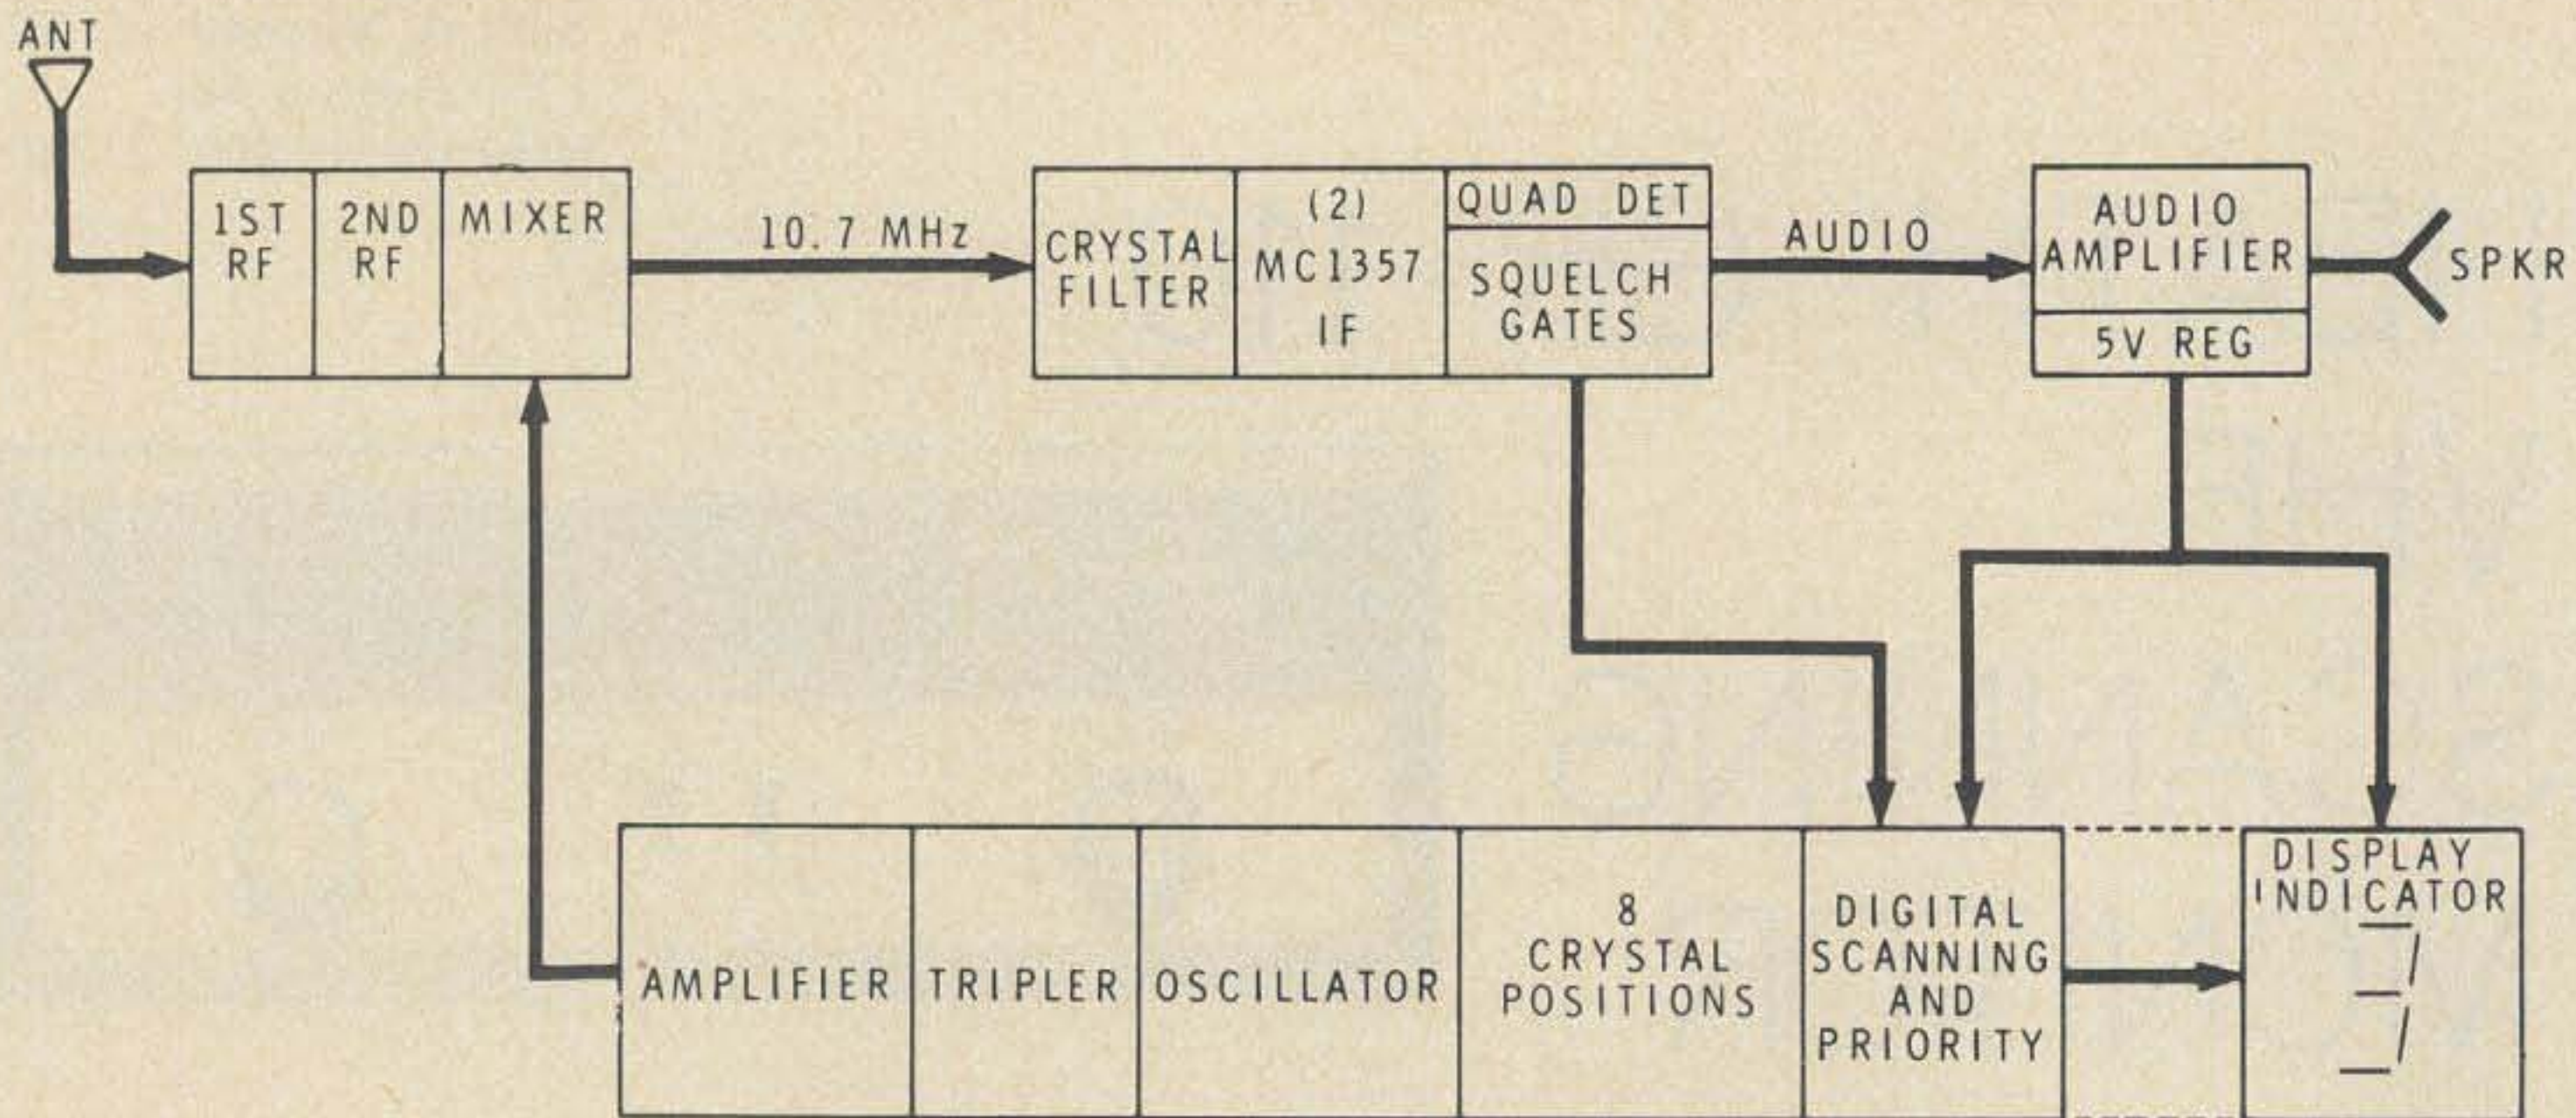 ANT
1ST
RF
2ND
RF
MIXER
10.7 MHz
CRYSTAL
FILTER
(2)
MC1357
IF
QUAD DET
SQUELCH
GATES
AUDIO
AUDIO
AMPLIFIER
5V REG
SPKR
AMPLIFIER
TRIPLER
OSCILLATOR
8
CRYSTAL
POSITIONS
DIGITAL
SCANNING
AND
PRIORITY
DISPLAY
INDICATOR
3